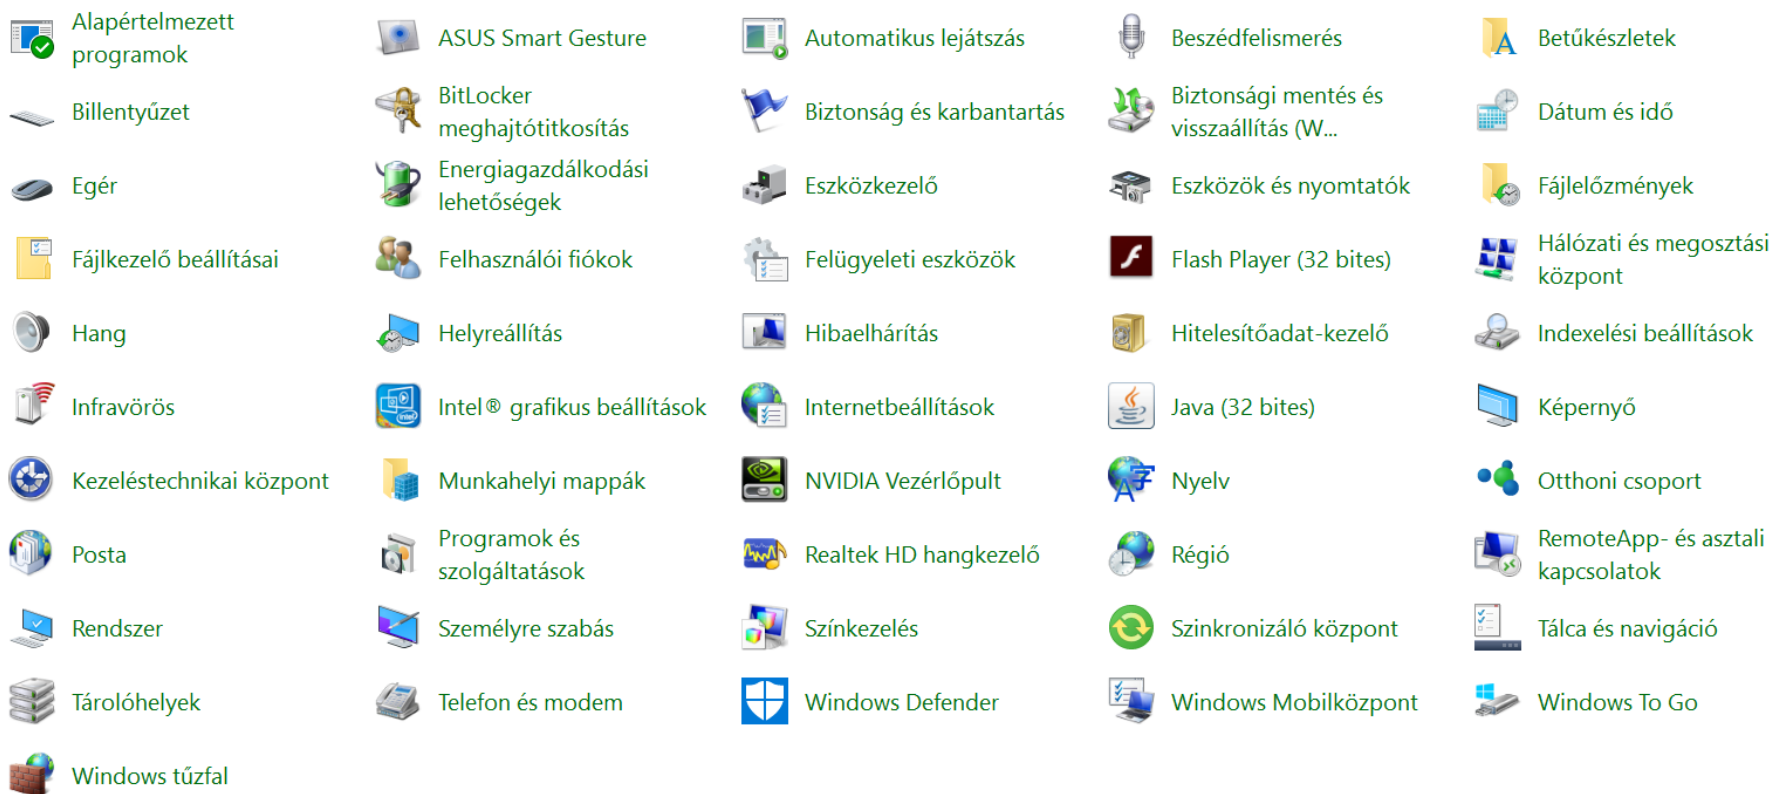 Alapértelmezett
programok
ASUS Smart Gesture
Automatikus lejátszás
Beszédfelismerés
Betűkészletek
Billentyűzet
BitLocker
meghajtótitkosítás
Biztonság és karbantartás
Biztonsági mentés és
visszaállítás (W...
Dátum és idő
Egér
Energiagazdálkodási
lehetőségek
Eszközkezelő
Eszközök és nyomtatók
Fájlelőzmények
Fájlkezelő beállításai
Felhasználói fiókok
Felügyeleti eszközök
Flash Player (32 bites)
Hálózati és megosztási
központ
Hang
Helyreállítás
Hibaelhárítás
Hitelesítőadat-kezelő
Indexelési beállítások
Infravörös
Intel® grafikus beállítások
Internetbeállítások
Java (32 bites)
Képernyő
Kezeléstechnikai központ
Munkahelyi mappák
NVIDIA Vezérlőpult
Nyelv
Otthoni csoport
Posta
Programok és
szolgáltatások
Realtek HD hangkezelő
Régió
RemoteApp- és asztali
kapcsolatok
Rendszer
Személyre szabás
Színkezelés
Szinkronizáló központ
Tálca és navigáció
Tárolóhelyek
Telefon és modem
Windows Defender
Windows Mobilközpont
Windows To Go
Windows tűzfal